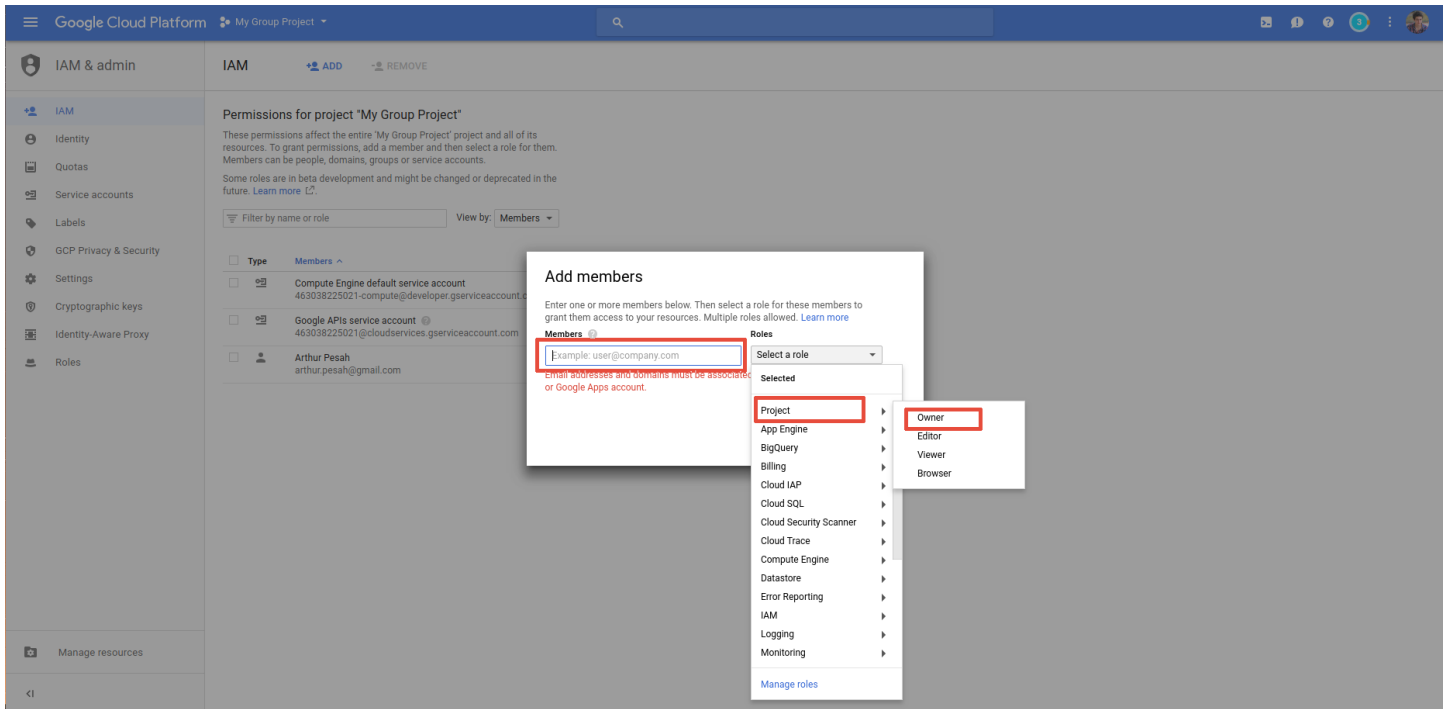 Google Cloud Platform
My Group Project
3
IAM & admin
IAM
ADD
REMOVE
IAM
Identity
Quotas
Service accounts
Labels
GCP Privacy & Security
Settings
Cryptographic keys
Identity-Aware Proxy
Roles
Manage resources
Permissions for project "My Group Project"
These permissions affect the entire 'My Group Project' project and all of its
resources. To grant permissions, add a member and then select a role for them.
Members can be people, domains, groups or service accounts.
Some roles are in beta development and might be changed or deprecated in the
future. Learn more
Filter by name or role
View by: Members
Type Members
Compute Engine default service account
463038225021-compute@developer.gserviceaccount.c
Google APIs service account
463038225021@cloudservices.gserviceaccount.com
Arthur Pesah
arthur.pesah@gmail.com
Add members
Enter one or more members below. Then select a role for these members to
grant them access to your resources. Multiple roles allowed. Learn more
Members
Roles
Example: user@company.com
Select a role
Email addresses and domains must be associated
or Google Apps account.
Selected
Project
App Engine
BigQuery
Billing
Cloud IAP
Cloud SQL
Cloud Security Scanner
Cloud Trace
Compute Engine
Datastore
Error Reporting
IAM
Logging
Monitoring
Manage roles
Owner
Editor
Viewer
Browser